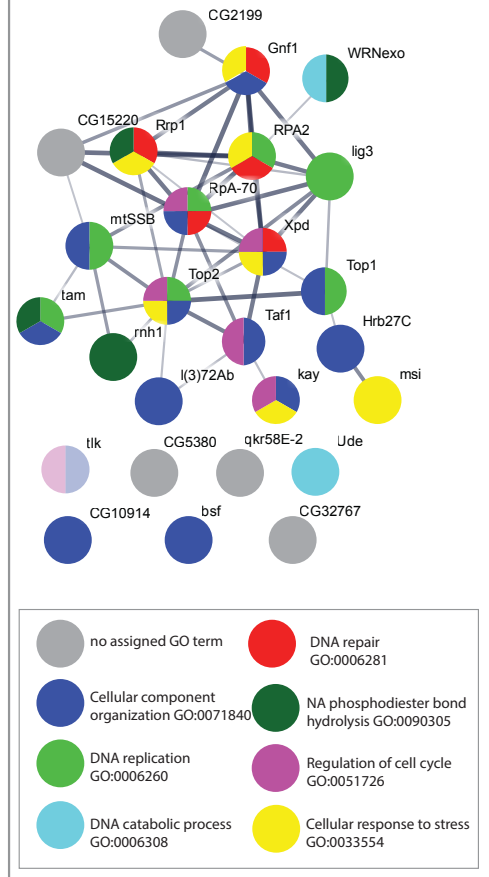 CG2199
Gnf1
WRNexo
CG15220
Rrp1
RPA2
lig3
RpA-70
mtSSB
Xpd
Top2
Top1
tam
Taf1
Hrb27C
rnh1
l(3)72Ab
kay
msi
tlk
CG5380
qkr58E-2
Ude
CG10914
bsf
CG32767
no assigned GO term
DNA repair
GO:0006281
Cellular component
organization GO:0071840
NA phosphodiester bond
hydrolysis GO:0090305
DNA replication
GO:0006260
Regulation of cell cycle
GO:0051726
DNA catabolic process
GO:0006308
Cellular response to stress
GO:0033554